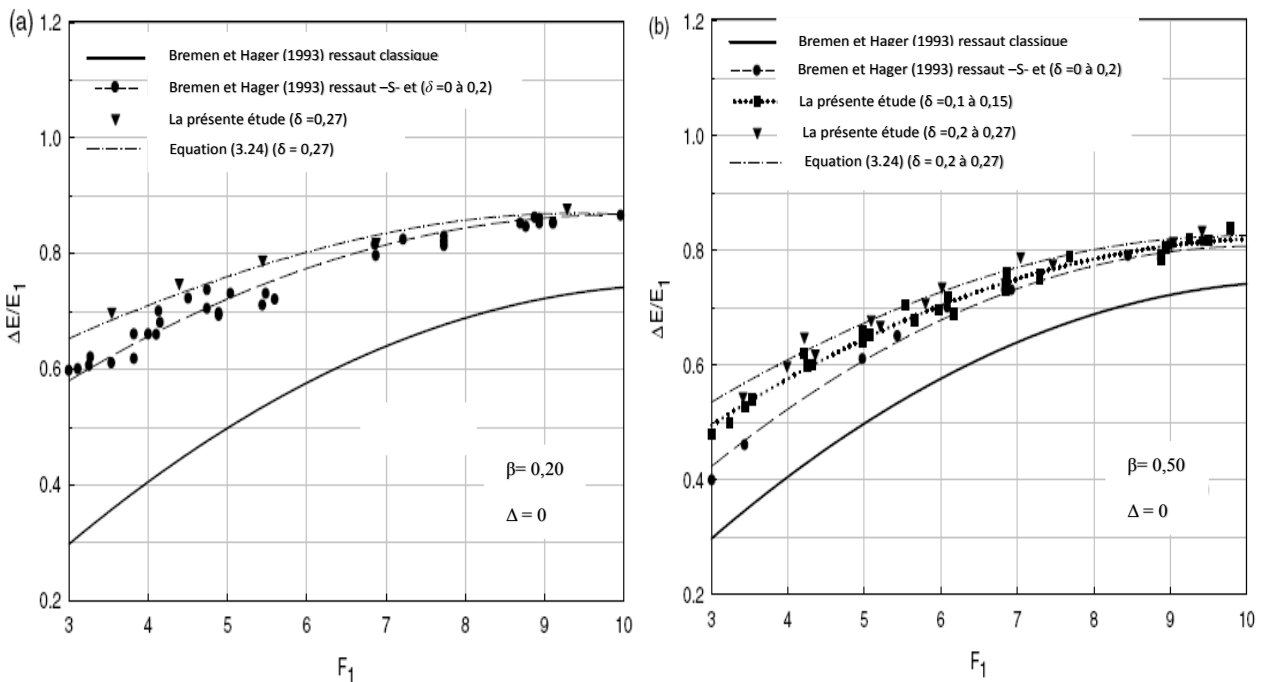 (a)
1.2
1.0
0.8
0.6
0.4
0.2
ΔE/E₁
Bremen et Hager (1993) ressaut classique
Bremen et Hager (1993) ressaut –S- et (δ =0 à 0,2)
La présente étude (δ =0,27)
Equation (3.24) (δ = 0,27)
β= 0,20
Δ = 0
3 4 5 6 7 8 9 10
F₁
(b)
1.2
1.0
0.8
0.6
0.4
0.2
ΔE/E₁
Bremen et Hager (1993) ressaut classique
Bremen et Hager (1993) ressaut –S- et (δ =0 à 0,2)
La présente étude (δ =0,1 à 0,15)
La présente étude (δ =0,2 à 0,27)
Equation (3.24) (δ = 0,2 à 0,27)
β= 0,50
Δ = 0
3 4 5 6 7 8 9 10
F₁